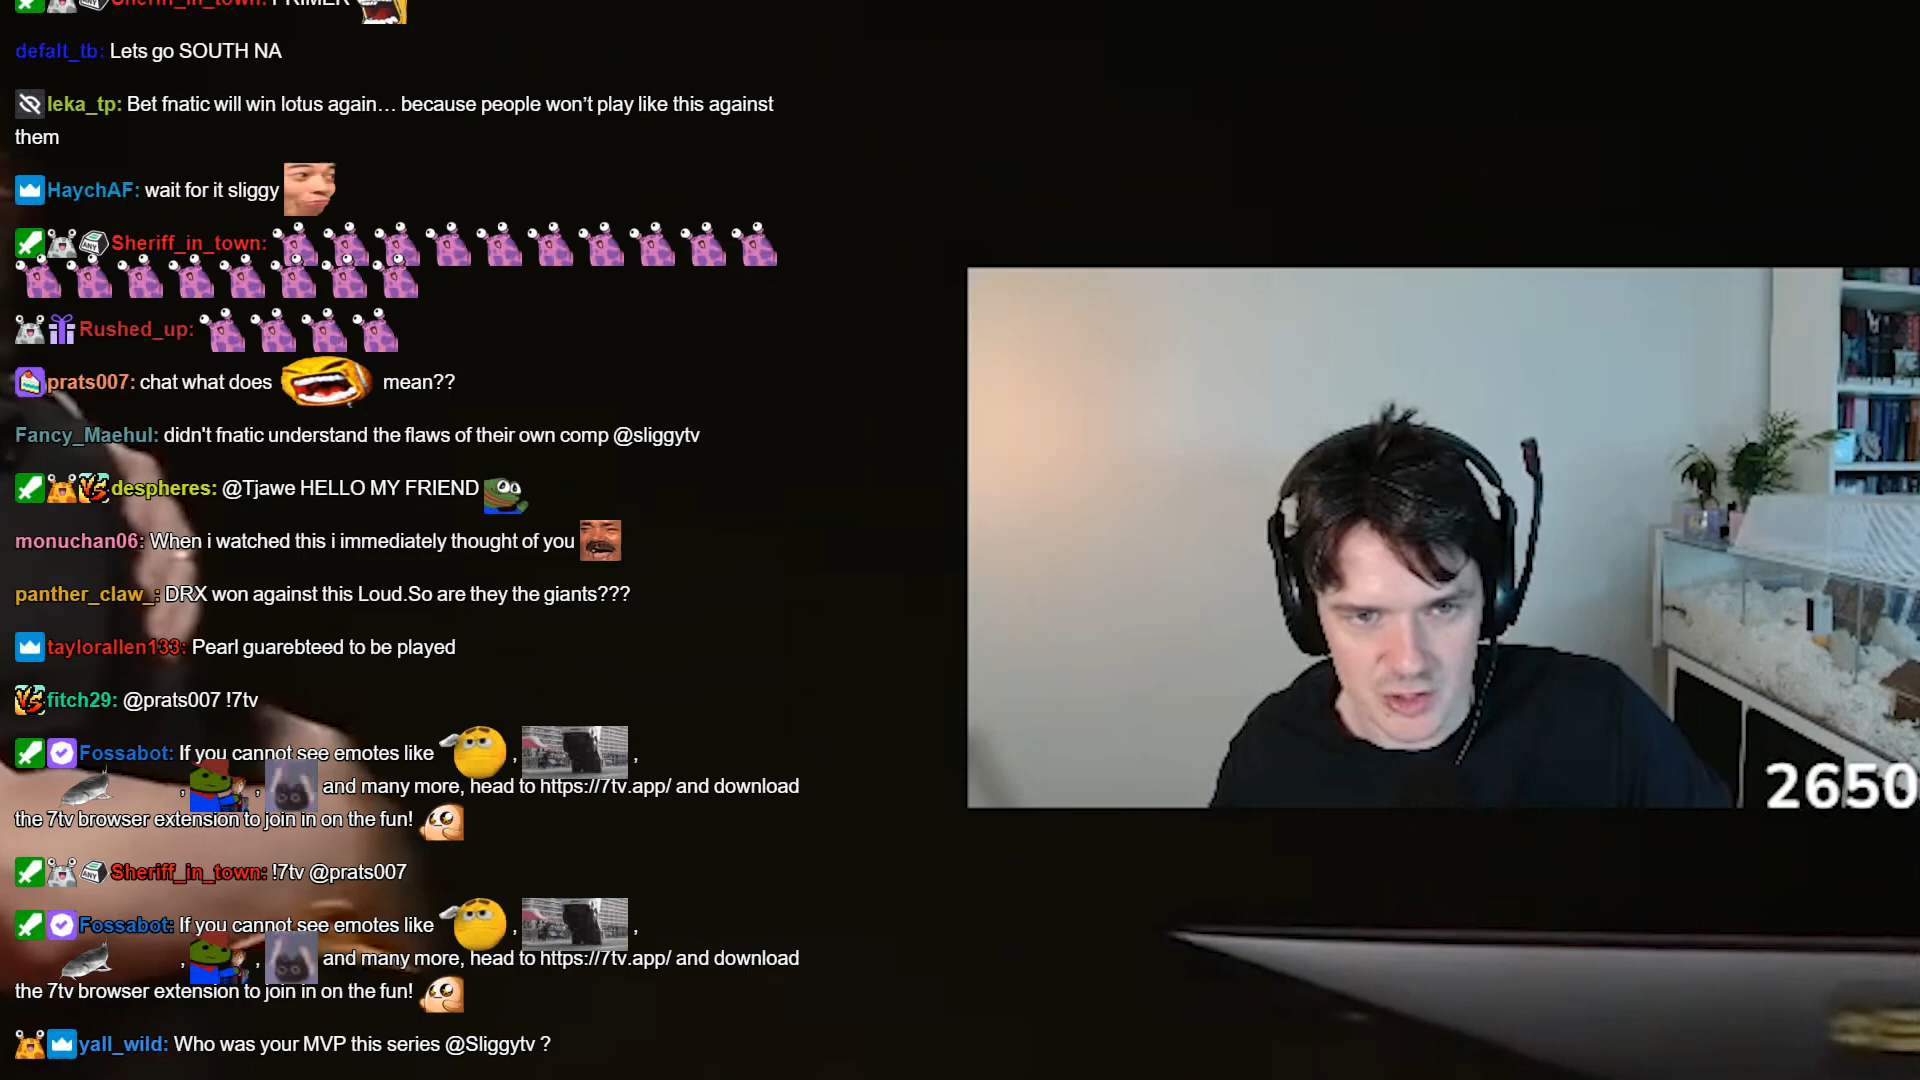 Sheriff_in_town: PRIMER
defalt_tb: Lets go SOUTH NA
leka_tp: Bet fnatic will win lotus again… because people won’t play like this against
them
HaychAF: wait for it sliggy
ANY Sheriff_in_town:
Rushed_up:
prats007: chat what does mean??
Fancy_Maehul: didn't fnatic understand the flaws of their own comp @sliggytv
VS despheres: @Tjawe HELLO MY FRIEND
monuchan06: When i watched this i immediately thought of you
panther_claw_: DRX won against this Loud.So are they the giants???
taylorallen133: Pearl guarebteed to be played
VS fitch29: @prats007 !7tv
Fossabot: If you cannot see emotes like , ,
, , and many more, head to https://7tv.app/ and download
the 7tv browser extension to join in on the fun!
ANY Sheriff_in_town: !7tv @prats007
Fossabot: If you cannot see emotes like , ,
, , and many more, head to https://7tv.app/ and download
the 7tv browser extension to join in on the fun!
yall_wild: Who was your MVP this series @Sliggytv ?
2650